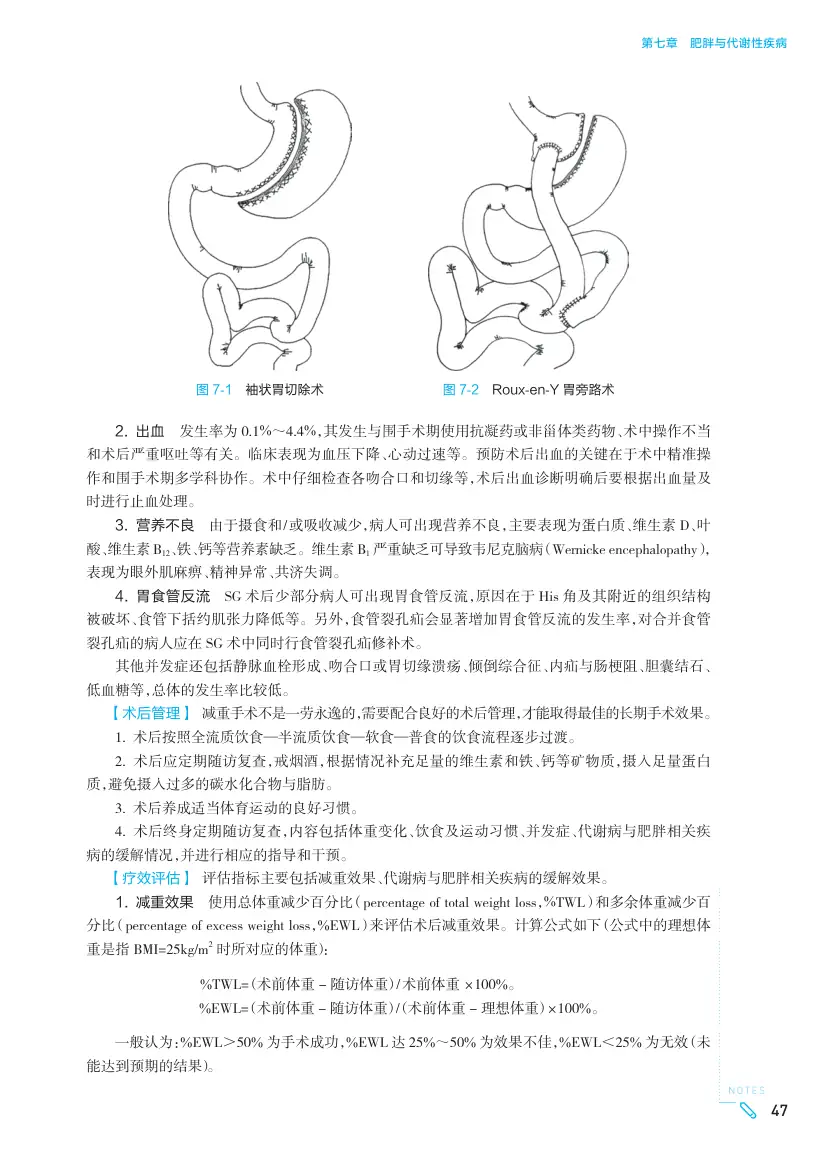 第七章 肥胖与代谢性疾病
图 7-1 袖状胃切除术
图 7-2 Roux-en-Y 胃旁路术
2. 出血 发生率为 0.1%～4.4%,其发生与围手术期使用抗凝药或非甾体类药物、术中操作不当
和术后严重呕吐等有关。临床表现为血压下降、心动过速等。预防术后出血的关键在于术中精准操
作和围手术期多学科协作。术中仔细检查各吻合口和切缘等,术后出血诊断明确后要根据出血量及
时进行止血处理。
3. 营养不良 由于摄食和/或吸收减少,病人可出现营养不良,主要表现为蛋白质、维生素 D、叶
酸、维生素 B12、铁、钙等营养素缺乏。维生素 B1 严重缺乏可导致韦尼克脑病(Wernicke encephalopathy),
表现为眼外肌麻痹、精神异常、共济失调。
4. 胃食管反流 SG 术后少部分病人可出现胃食管反流,原因在于 His 角及其附近的组织结构
被破坏、食管下括约肌张力降低等。另外,食管裂孔疝会显著增加胃食管反流的发生率,对合并食管
裂孔疝的病人应在 SG 术中同时行食管裂孔疝修补术。
其他并发症还包括静脉血栓形成、吻合口或胃切缘溃疡、倾倒综合征、内疝与肠梗阻、胆囊结石、
低血糖等,总体的发生率比较低。
【术后管理】 减重手术不是一劳永逸的,需要配合良好的术后管理,才能取得最佳的长期手术效果。
1. 术后按照全流质饮食—半流质饮食—软食—普食的饮食流程逐步过渡。
2. 术后应定期随访复查,戒烟酒,根据情况补充足量的维生素和铁、钙等矿物质,摄入足量蛋白
质,避免摄入过多的碳水化合物与脂肪。
3. 术后养成适当体育运动的良好习惯。
4. 术后终身定期随访复查,内容包括体重变化、饮食及运动习惯、并发症、代谢病与肥胖相关疾
病的缓解情况,并进行相应的指导和干预。
【疗效评估】 评估指标主要包括减重效果、代谢病与肥胖相关疾病的缓解效果。
1. 减重效果 使用总体重减少百分比(percentage of total weight loss,%TWL)和多余体重减少百
分比(percentage of excess weight loss,%EWL)来评估术后减重效果。计算公式如下(公式中的理想体
重是指 BMI=25kg/m² 时所对应的体重):
%TWL=(术前体重 – 随访体重)/术前体重 ×100%。
%EWL=(术前体重 – 随访体重)/(术前体重 – 理想体重)×100%。
一般认为:%EWL＞50% 为手术成功,%EWL 达 25%～50% 为效果不佳,%EWL＜25% 为无效(未
能达到预期的结果)。
NOTES
47